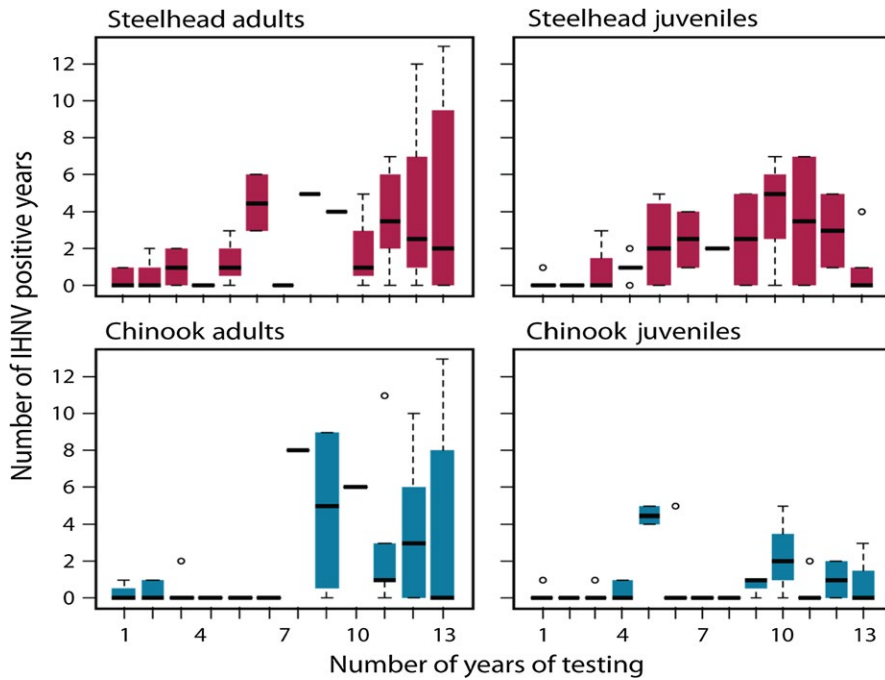 Steelhead adults
Steelhead juveniles
12
10
8
6
4
2
0
Chinook adults
Chinook juveniles
12
10
8
6
4
2
0
1 4 7 10 13
1 4 7 10 13
Number of IHNV positive years
Number of years of testing